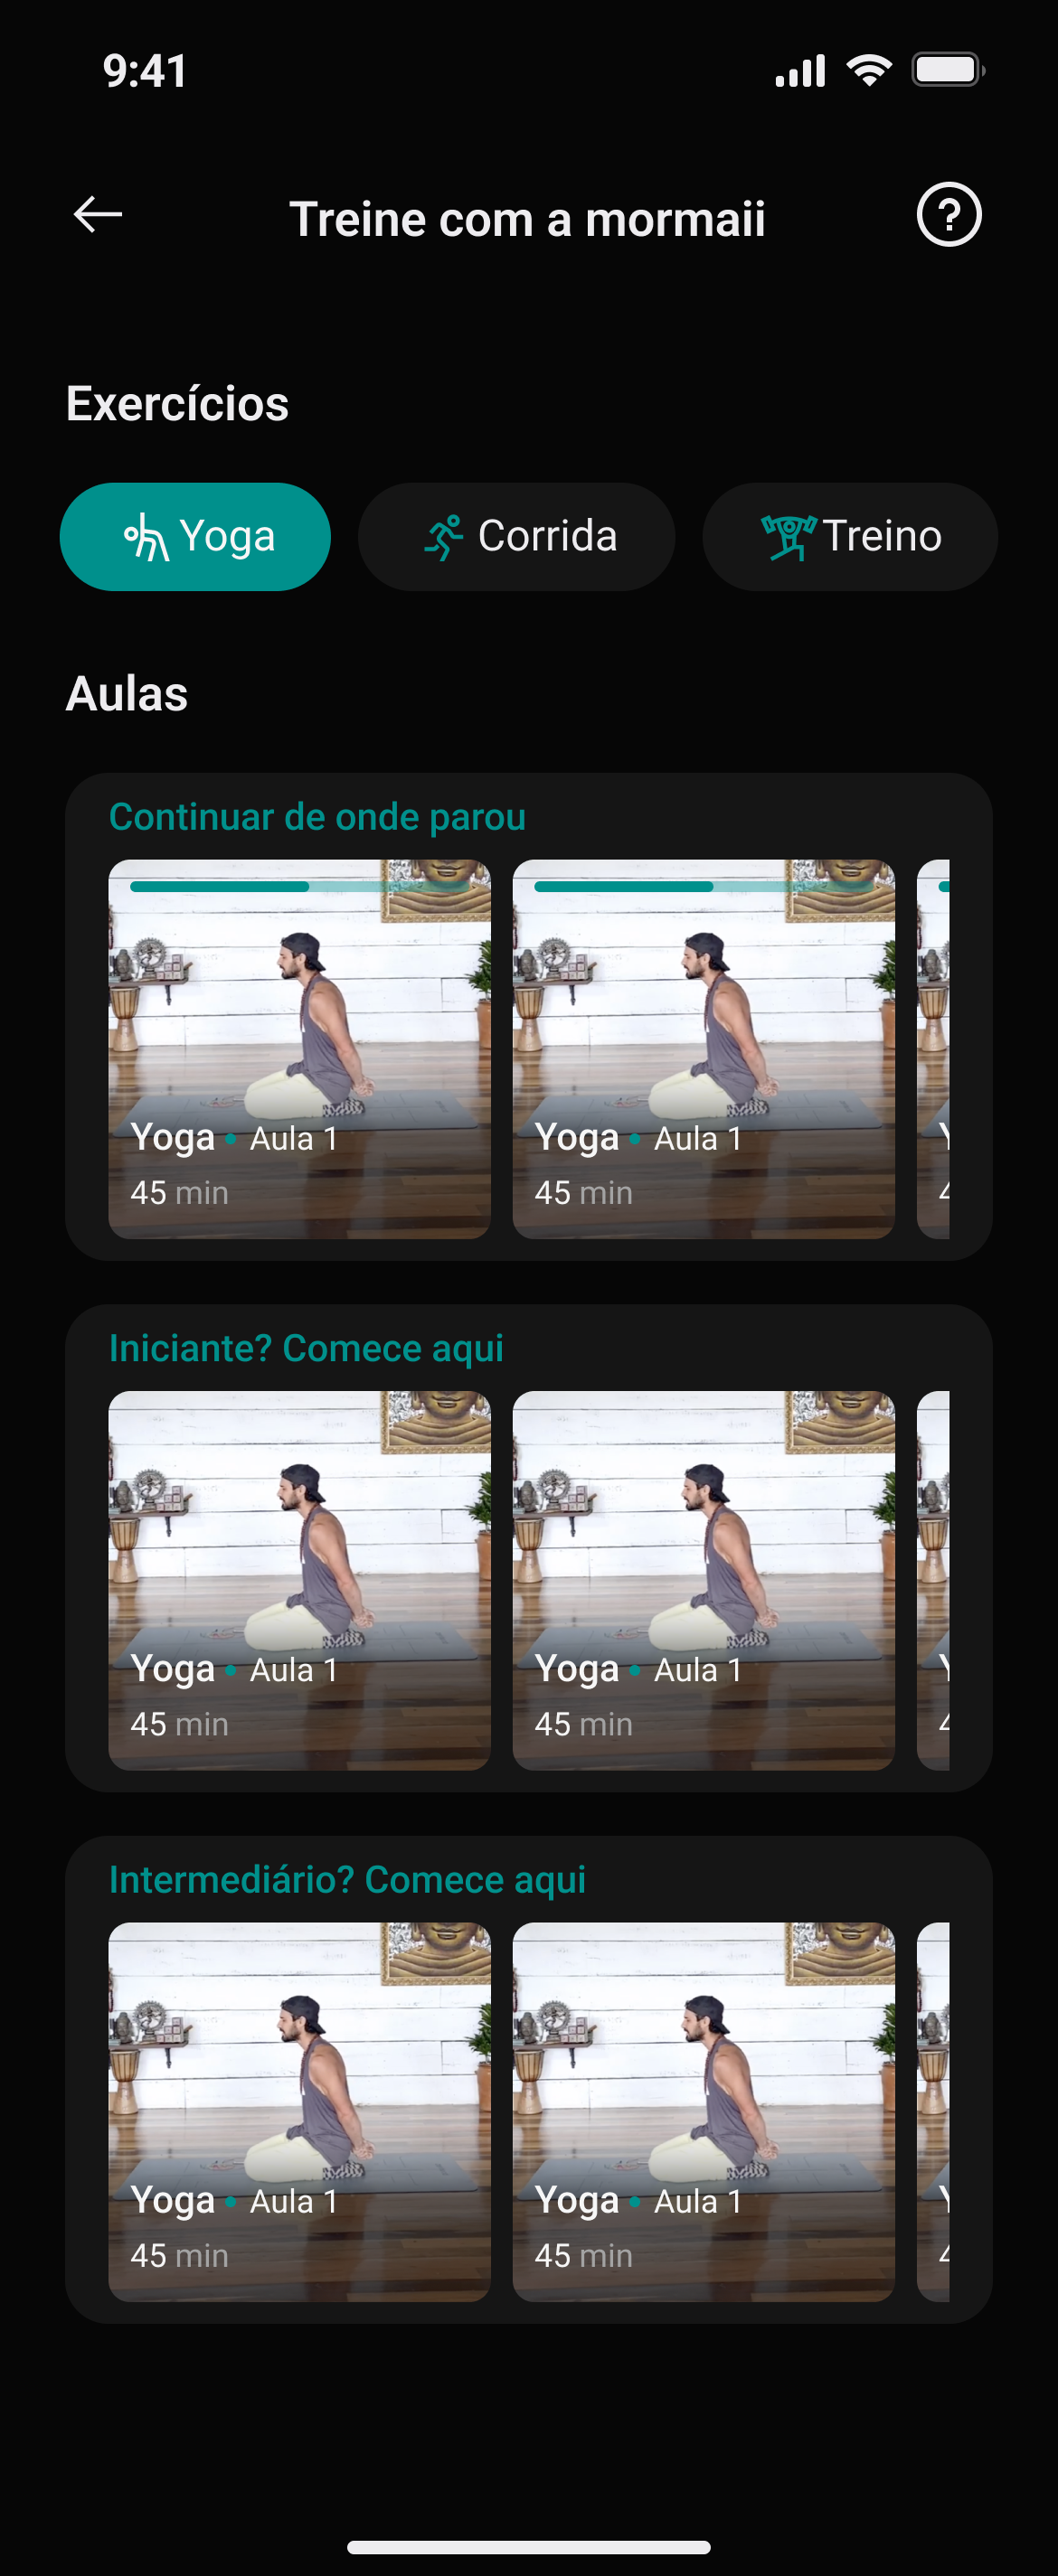 9:41
Treine com a mormaii
Exercícios
Yoga
Corrida
Treino
Aulas
Continuar de onde parou
Yoga • Aula 1
45 min
Yoga • Aula 1
45 min
Iniciante? Comece aqui
Yoga • Aula 1
45 min
Yoga • Aula 1
45 min
Intermediário? Comece aqui
Yoga • Aula 1
45 min
Yoga • Aula 1
45 min